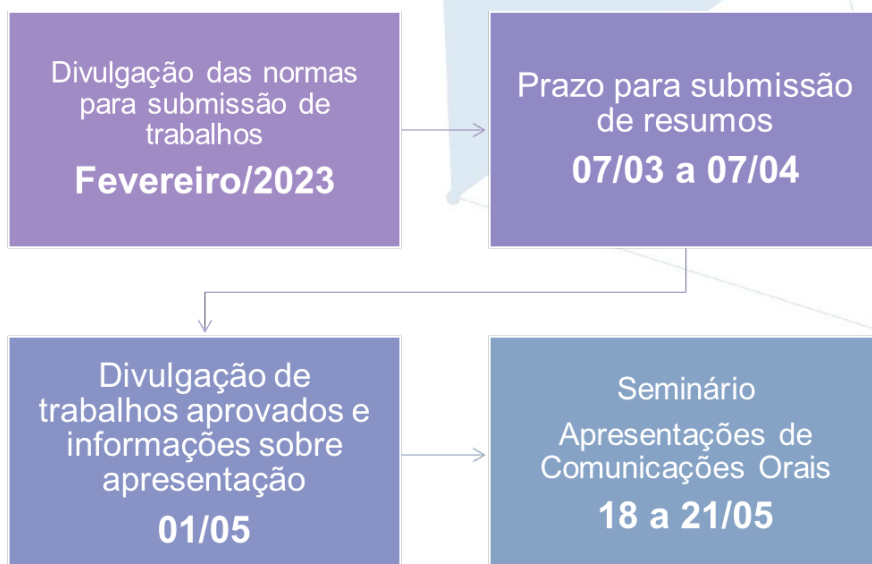 Divulgação das normas
para submissão de
trabalhos
Fevereiro/2023
Prazo para submissão
de resumos
07/03 a 07/04
Divulgação de
trabalhos aprovados e
informações sobre
apresentação
01/05
Seminário
Apresentações de
Comunicações Orais
18 a 21/05